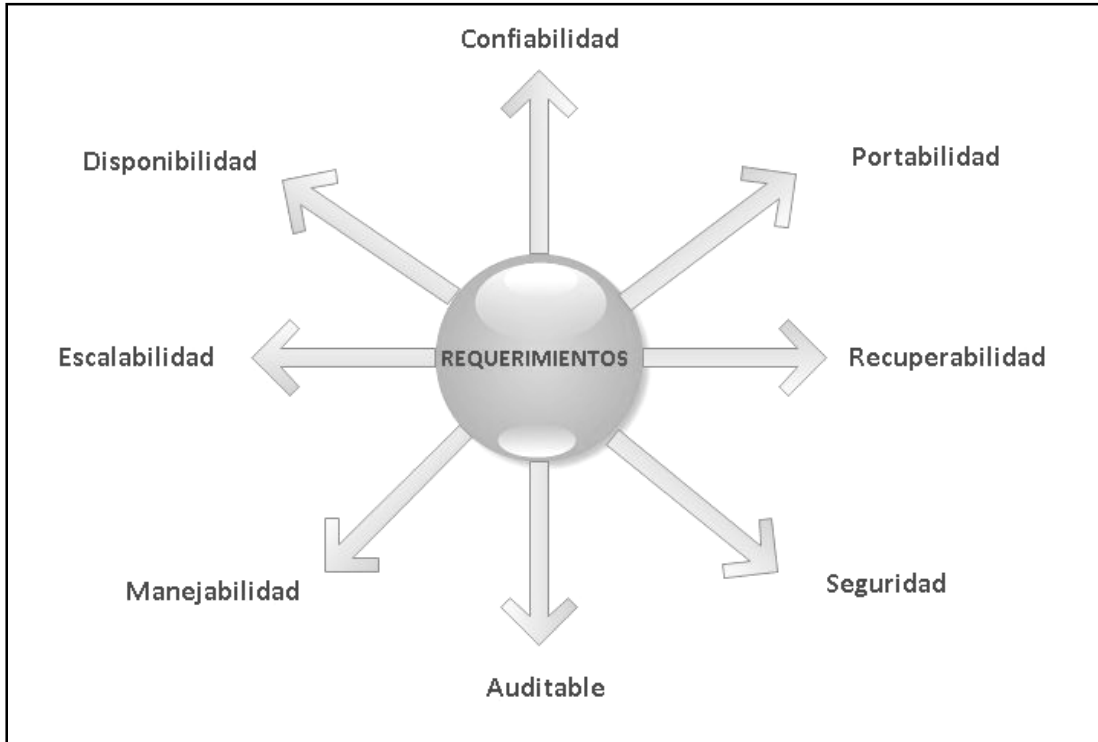 Confiabilidad
Disponibilidad
Portabilidad
Escalabilidad
REQUERIMIENTOS
Recuperabilidad
Manejabilidad
Seguridad
Auditable